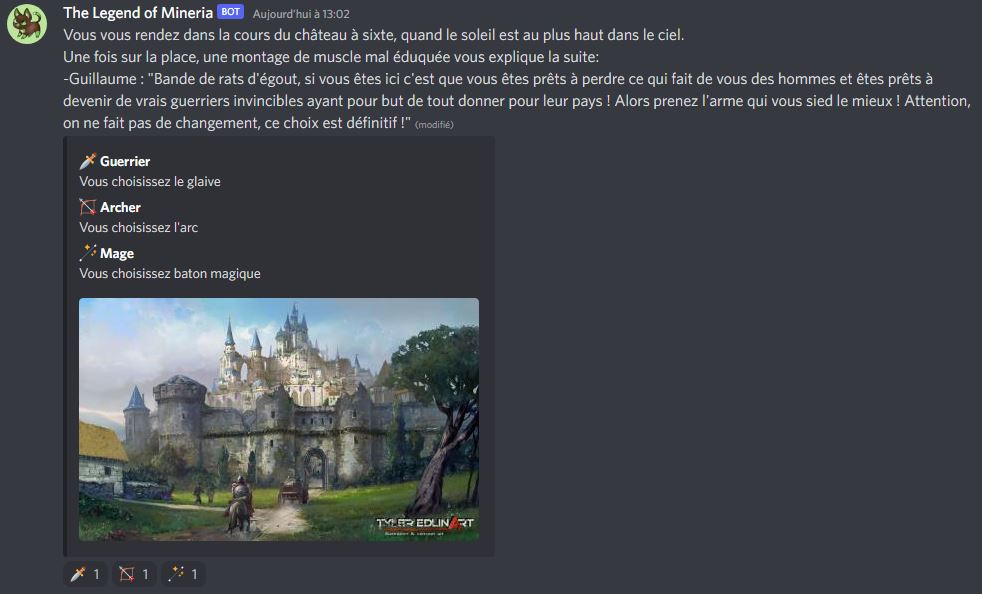 The Legend of Mineria BOT Aujourd'hui à 13:02
Vous vous rendez dans la cours du château à sixte, quand le soleil est au plus haut dans le ciel.
Une fois sur la place, une montage de muscle mal éduquée vous explique la suite:
-Guillaume : "Bande de rats d'égout, si vous êtes ici c'est que vous êtes prêts à perdre ce qui fait de vous des hommes et êtes prêts à
devenir de vrais guerriers invincibles ayant pour but de tout donner pour leur pays ! Alors prenez l'arme qui vous sied le mieux ! Attention,
on ne fait pas de changement, ce choix est définitif !" (modifié)
Guerrier
Vous choisissez le glaive
Archer
Vous choisissez l'arc
Mage
Vous choisissez baton magique
TYLER EDLINART
1 1 1